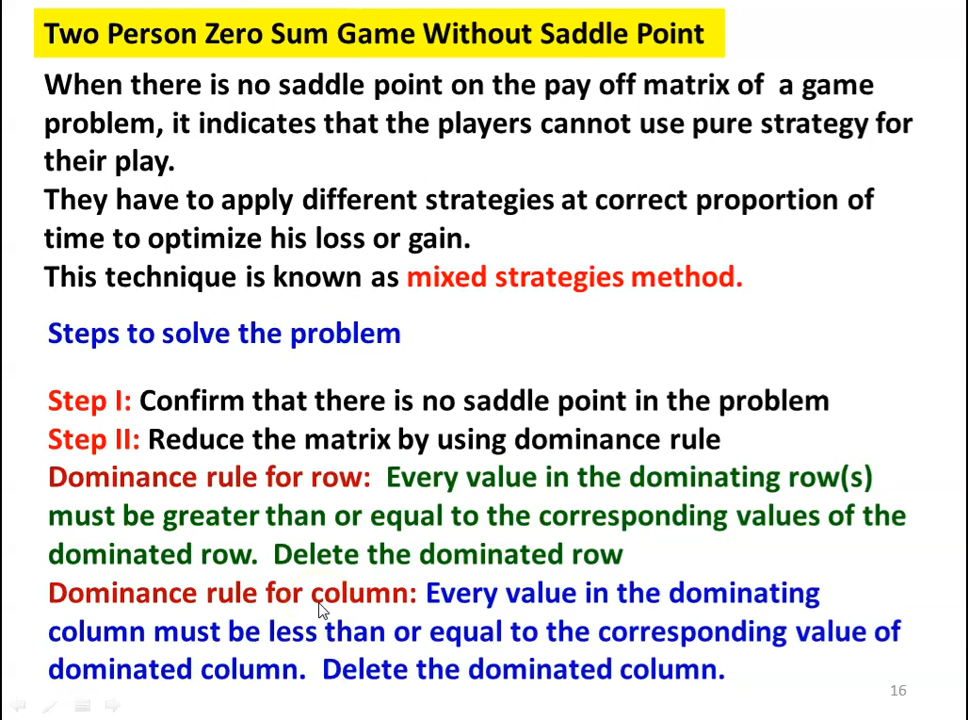 Two Person Zero Sum Game Without Saddle Point
When there is no saddle point on the pay off matrix of a game
problem, it indicates that the players cannot use pure strategy for
their play.
They have to apply different strategies at correct proportion of
time to optimize his loss or gain.
This technique is known as mixed strategies method.
Steps to solve the problem
Step I: Confirm that there is no saddle point in the problem
Step II: Reduce the matrix by using dominance rule
Dominance rule for row: Every value in the dominating row(s)
must be greater than or equal to the corresponding values of the
dominated row. Delete the dominated row
Dominance rule for column: Every value in the dominating
column must be less than or equal to the corresponding value of
dominated column. Delete the dominated column.
16